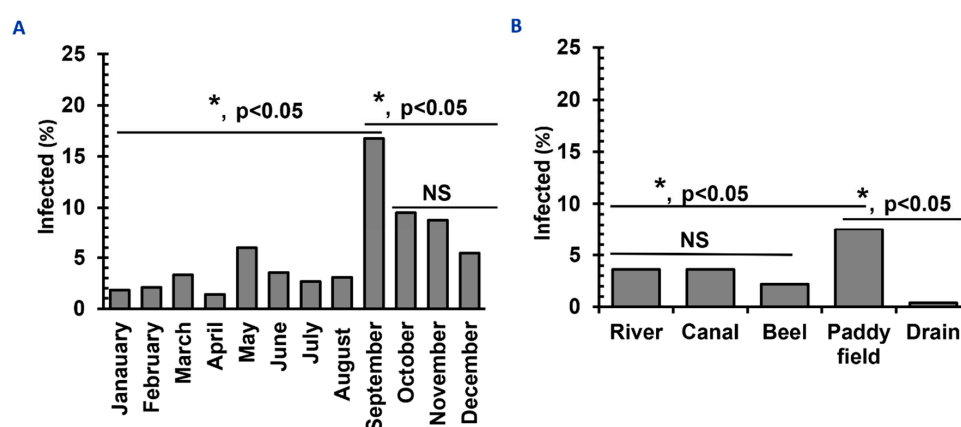 A
Infected (%)
25
20
15
10
5
0
*, p<0.05
*, p<0.05
NS
Janauary
February
March
April
May
June
July
August
September
October
November
December
B
Infected (%)
25
20
15
10
5
0
*, p<0.05
*, p<0.05
NS
River
Canal
Beel
Paddy
field
Drain